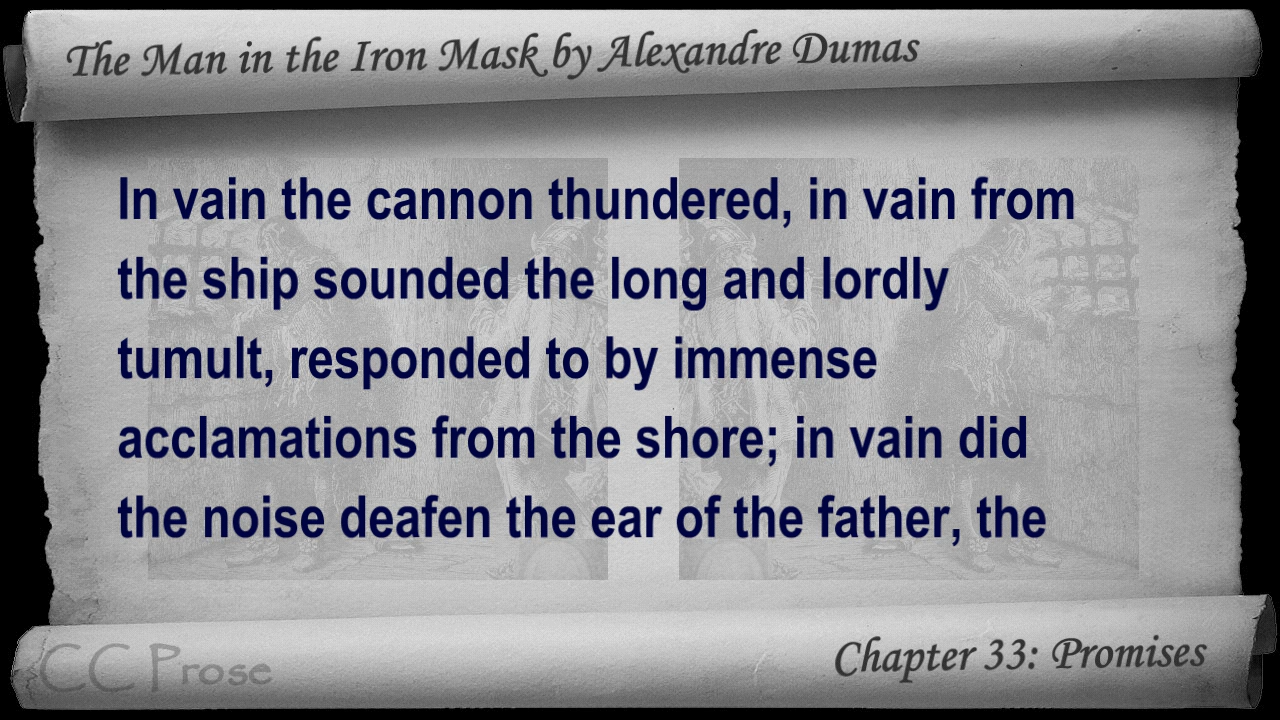 The Man in the Iron Mask by Alexandre Dumas
In vain the cannon thundered, in vain from
the ship sounded the long and lordly
tumult, responded to by immense
acclamations from the shore; in vain did
the noise deafen the ear of the father, the
CC Prose
Chapter 33: Promises